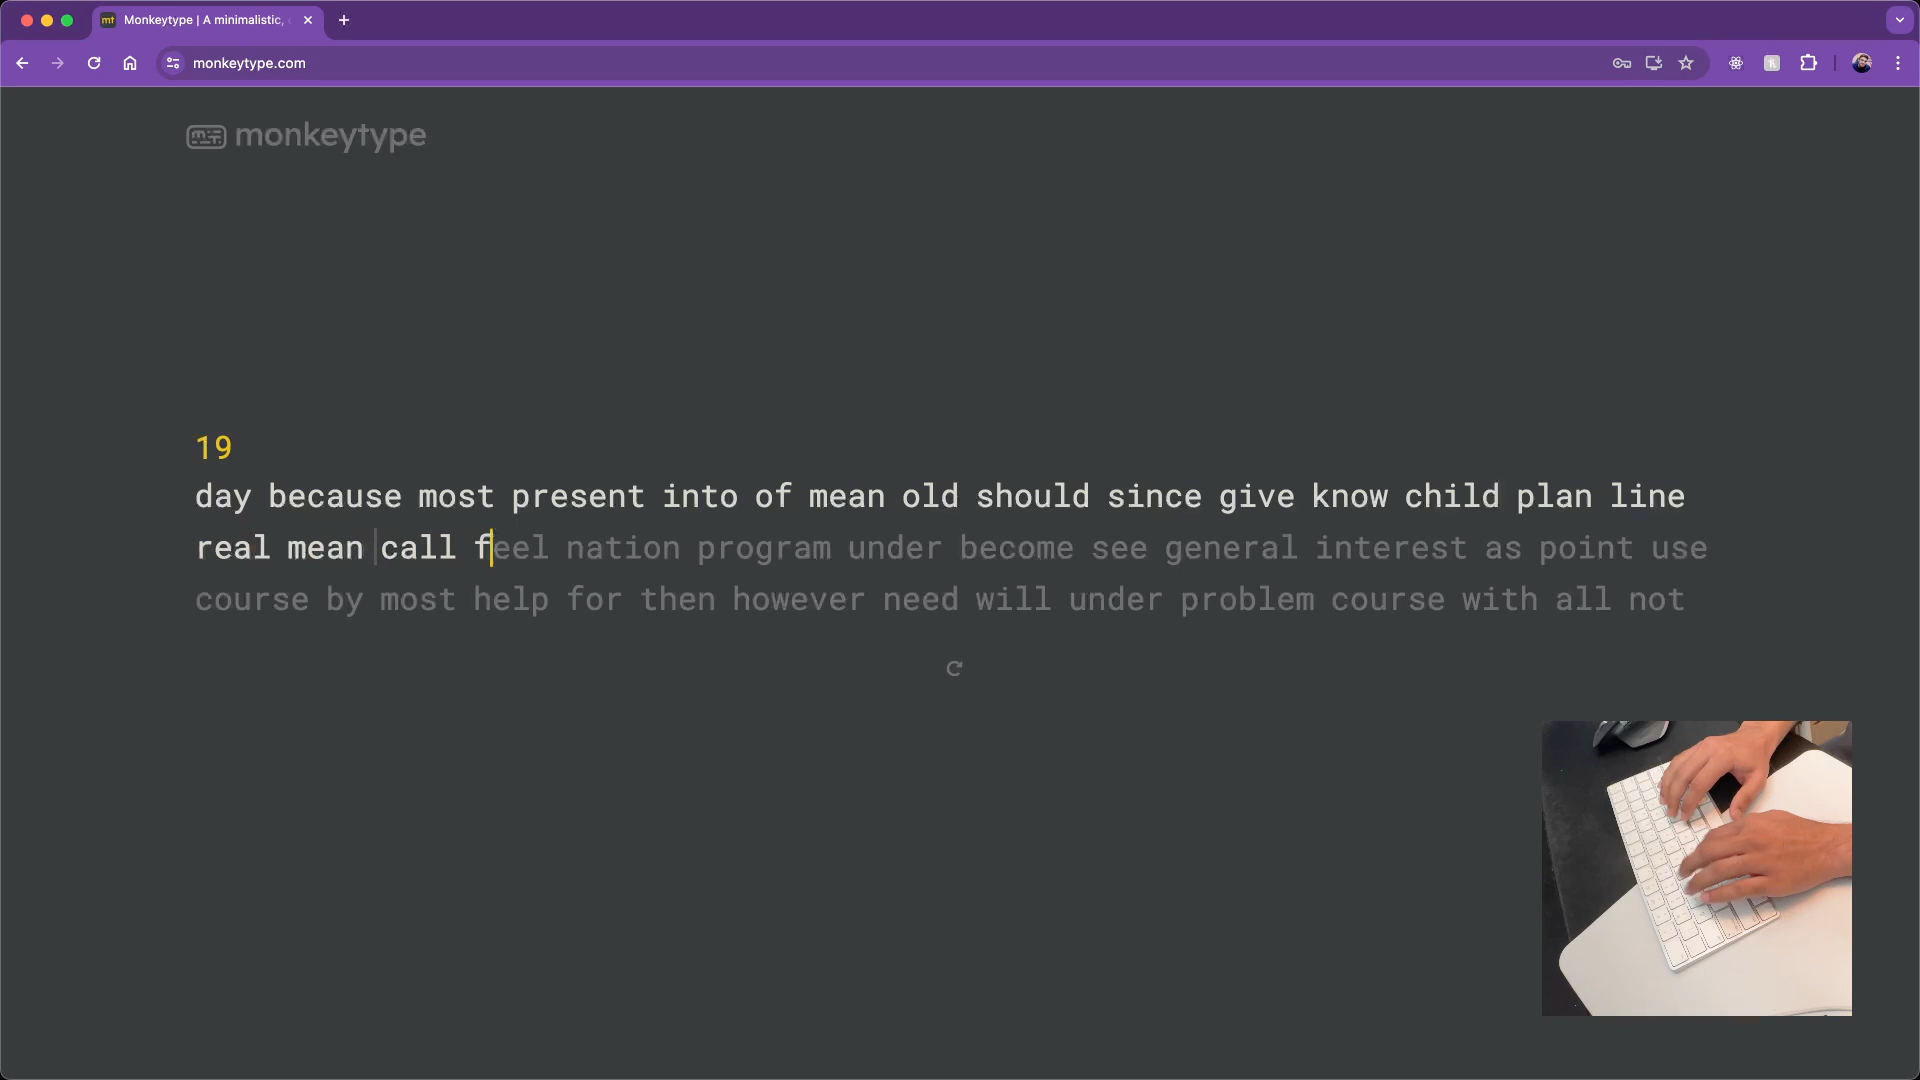 Monkeytype | A minimalistic,
monkeytype.com
monkeytype
19
day because most present into of mean old should since give know child plan line
real mean call feel nation program under become see general interest as point use
course by most help for then however need will under problem course with all not